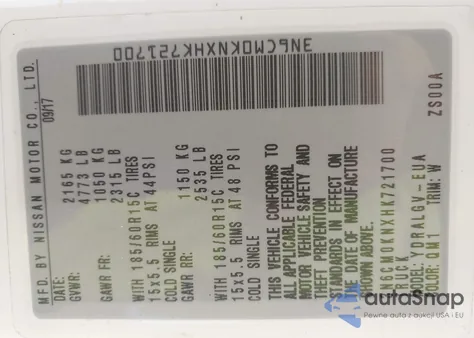 MFD. BY NISSAN MOTOR CO., LTD.
DATE: 09/17
GVWR: 2165 KG
4773 LB
GAWR FR: 1050 KG
2315 LB
WITH 185/60R15C TIRES
15x5.5 RIMS AT 44PSI
COLD SINGLE
GAWR RR: 1150 KG
2535 LB
WITH 185/60R15C TIRES
15x5.5 RIMS AT 48PSI
COLD SINGLE
THIS VEHICLE CONFORMS TO
ALL APPLICABLE FEDERAL
MOTOR VEHICLE SAFETY AND
THEFT PREVENTION
STANDARDS IN EFFECT ON
THE DATE OF MANUFACTURE
SHOWN ABOVE.
3N6CM0KNXHK721700
TRUCK
MODEL: YDRALGV-EUA
COLOR: QM1 TRIM: W
ZS00A
3N6CM0KNXHK721700
autoSnap
Pewne auta z aukcji USA i EU